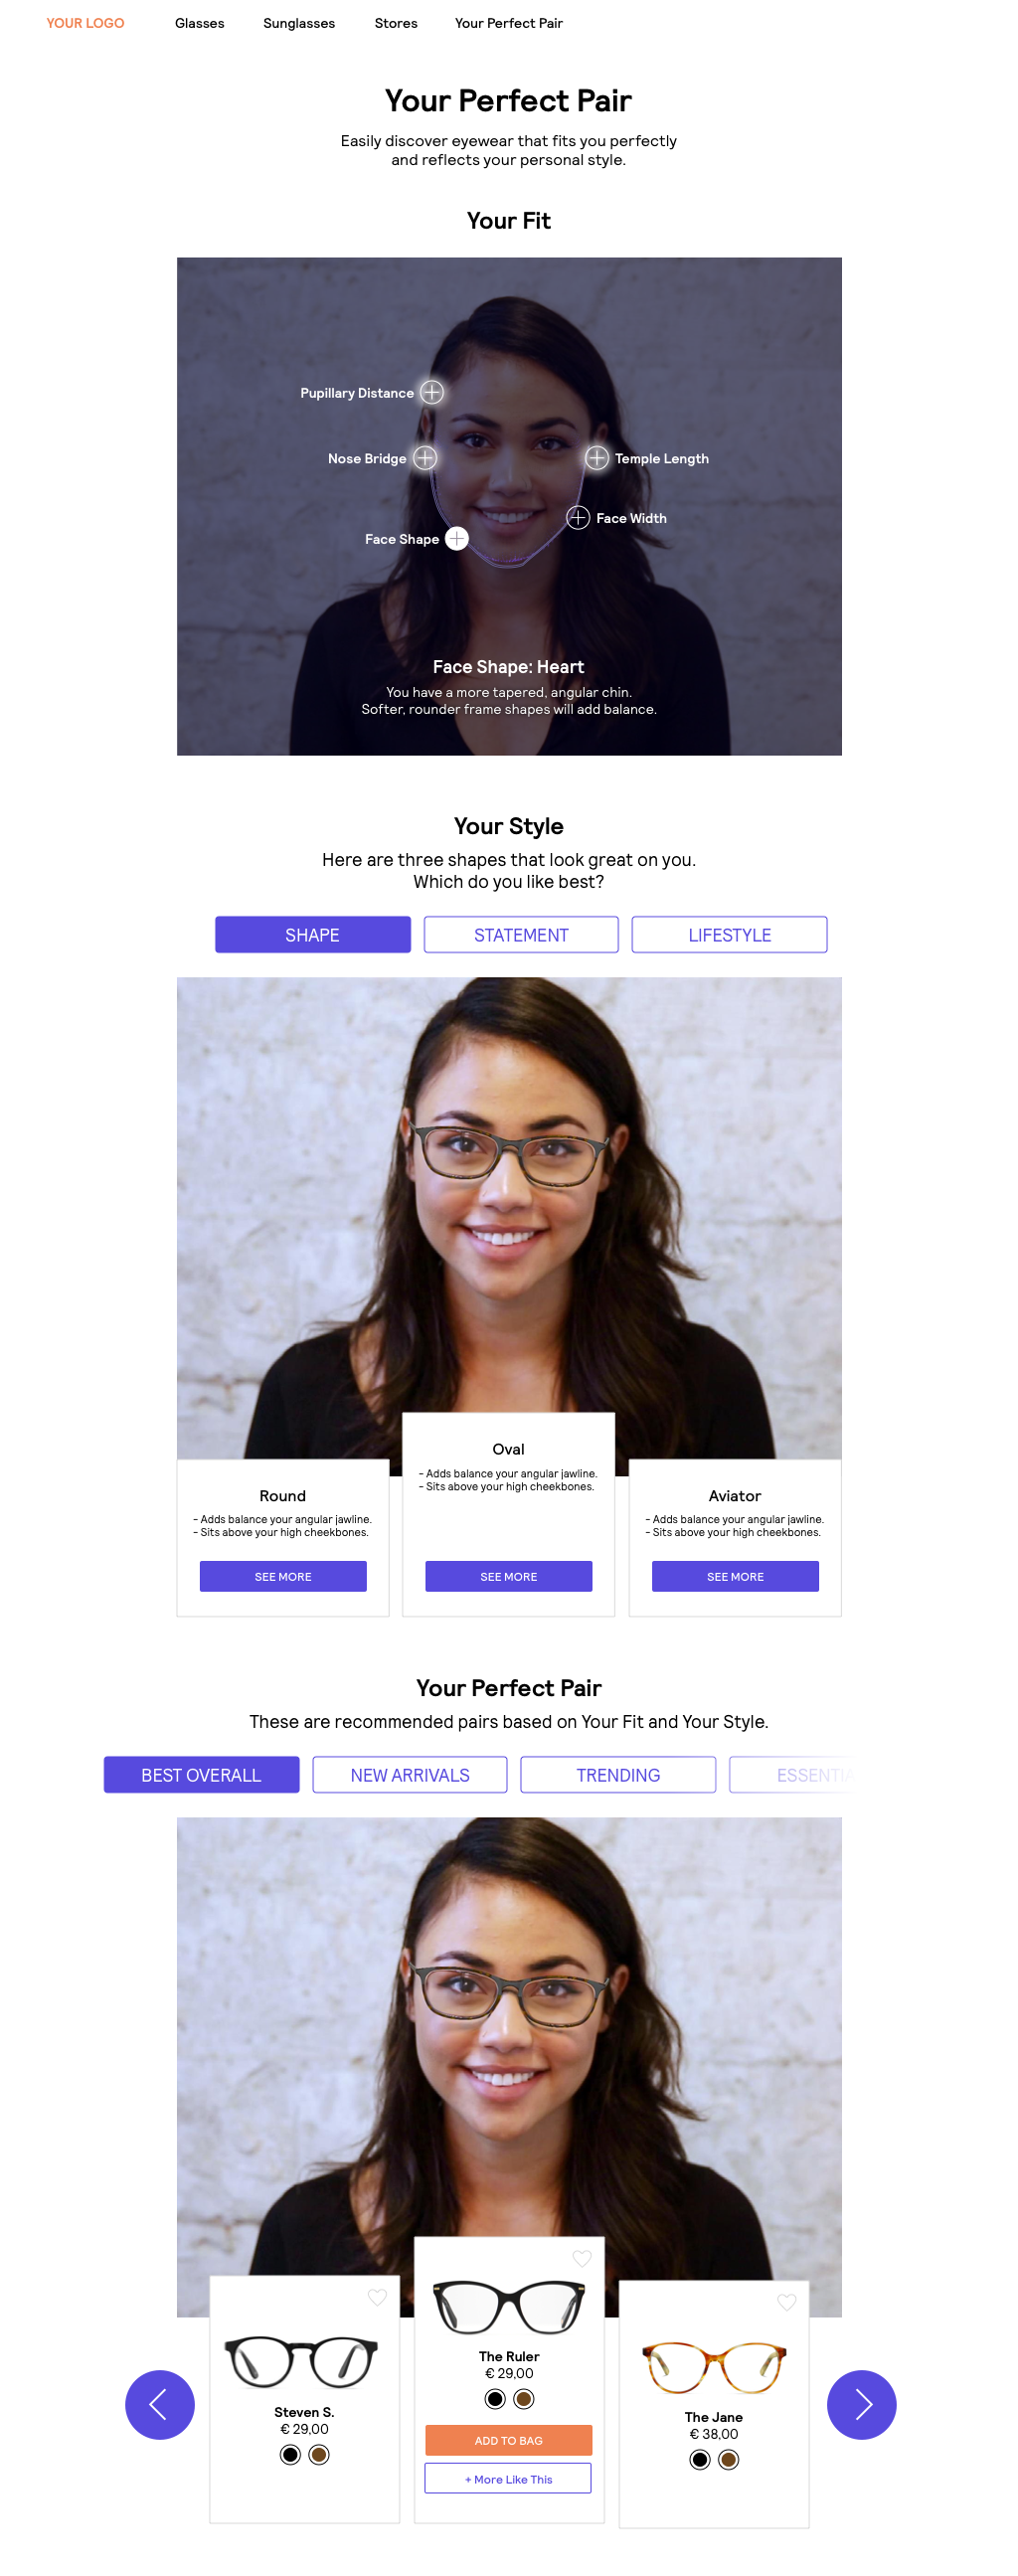 YOUR LOGO
Glasses
Sunglasses
Stores
Your Perfect Pair
Your Perfect Pair
Easily discover eyewear that fits you perfectly
and reflects your personal style.
Your Fit
Pupillary Distance
Nose Bridge
Temple Length
Face Width
Face Shape
Face Shape: Heart
You have a more tapered, angular chin.
Softer, rounder frame shapes will add balance.
Your Style
Here are three shapes that look great on you.
Which do you like best?
SHAPE
STATEMENT
LIFESTYLE
Round
- Adds balance your angular jawline.
- Sits above your high cheekbones.
SEE MORE
Oval
- Adds balance your angular jawline.
- Sits above your high cheekbones.
SEE MORE
Aviator
- Adds balance your angular jawline.
- Sits above your high cheekbones.
SEE MORE
Your Perfect Pair
These are recommended pairs based on Your Fit and Your Style.
BEST OVERALL
NEW ARRIVALS
TRENDING
ESSENTIA
Steven S.
€ 29,00
The Ruler
€ 29,00
ADD TO BAG
+ More Like This
The Jane
€ 38,00